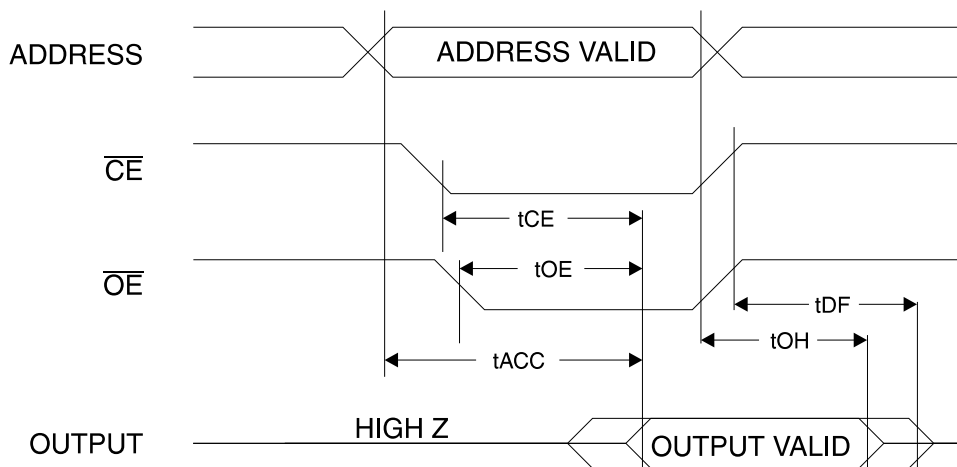 ADDRESS
ADDRESS VALID
CE
tCE
OE
tOE
tDF
tOH
tACC
HIGH Z
OUTPUT
OUTPUT VALID